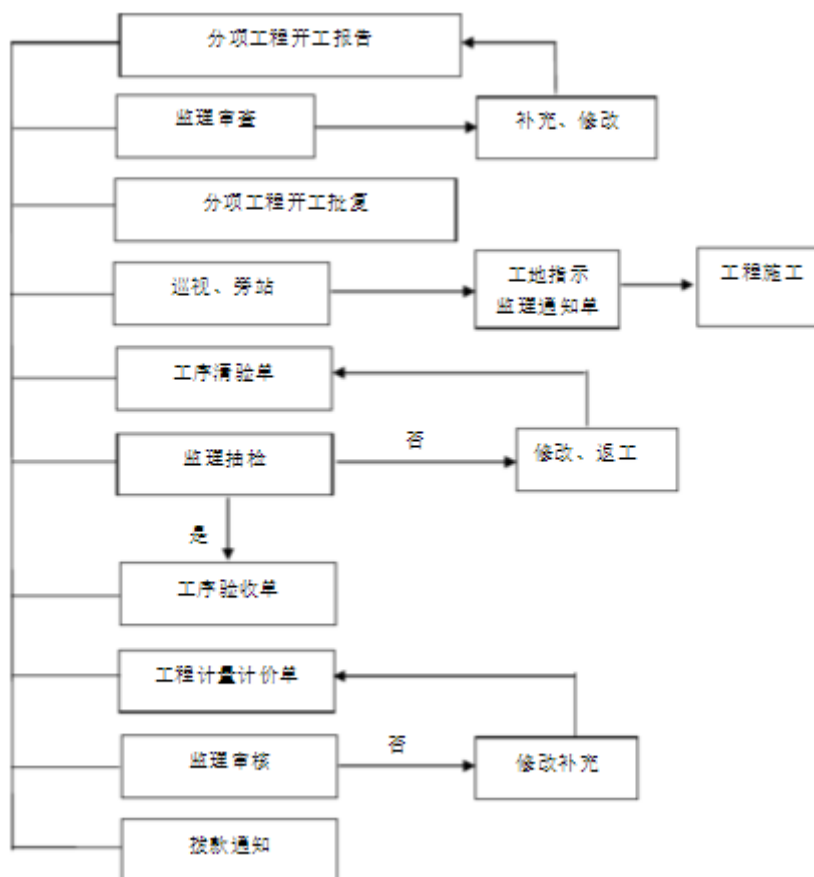 分项工程开工报告
监理审查
补充、修改
分项工程开工批复
巡视、旁站
工地指示
监理通知单
工程施工
工序清验单
监理抽检
否
修改、返工
是
工序验收单
工程计量计价单
监理审核
否
修改补充
拨款通知